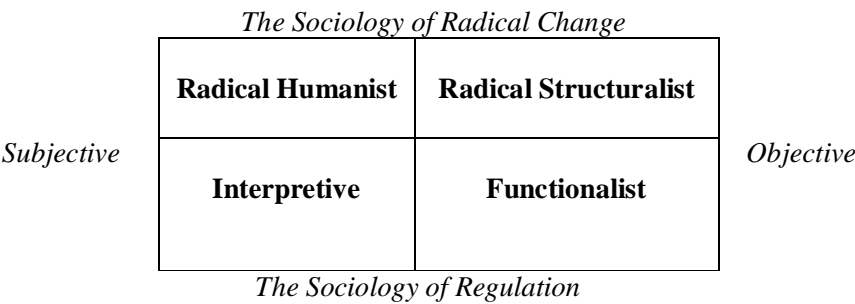 The Sociology of Radical Change
Radical Humanist Radical Structuralist
Subjective Objective
Interpretive Functionalist
The Sociology of Regulation